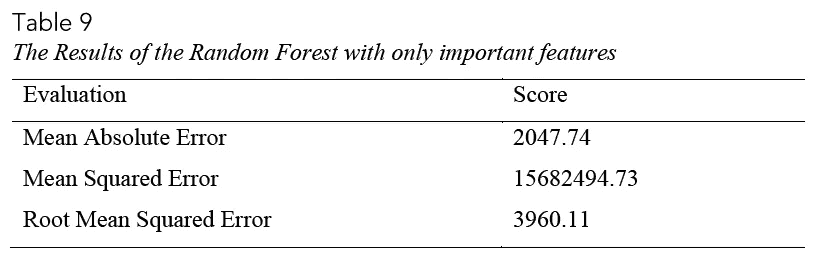 Table 9
The Results of the Random Forest with only important features
Evaluation Score
Mean Absolute Error 2047.74
Mean Squared Error 15682494.73
Root Mean Squared Error 3960.11